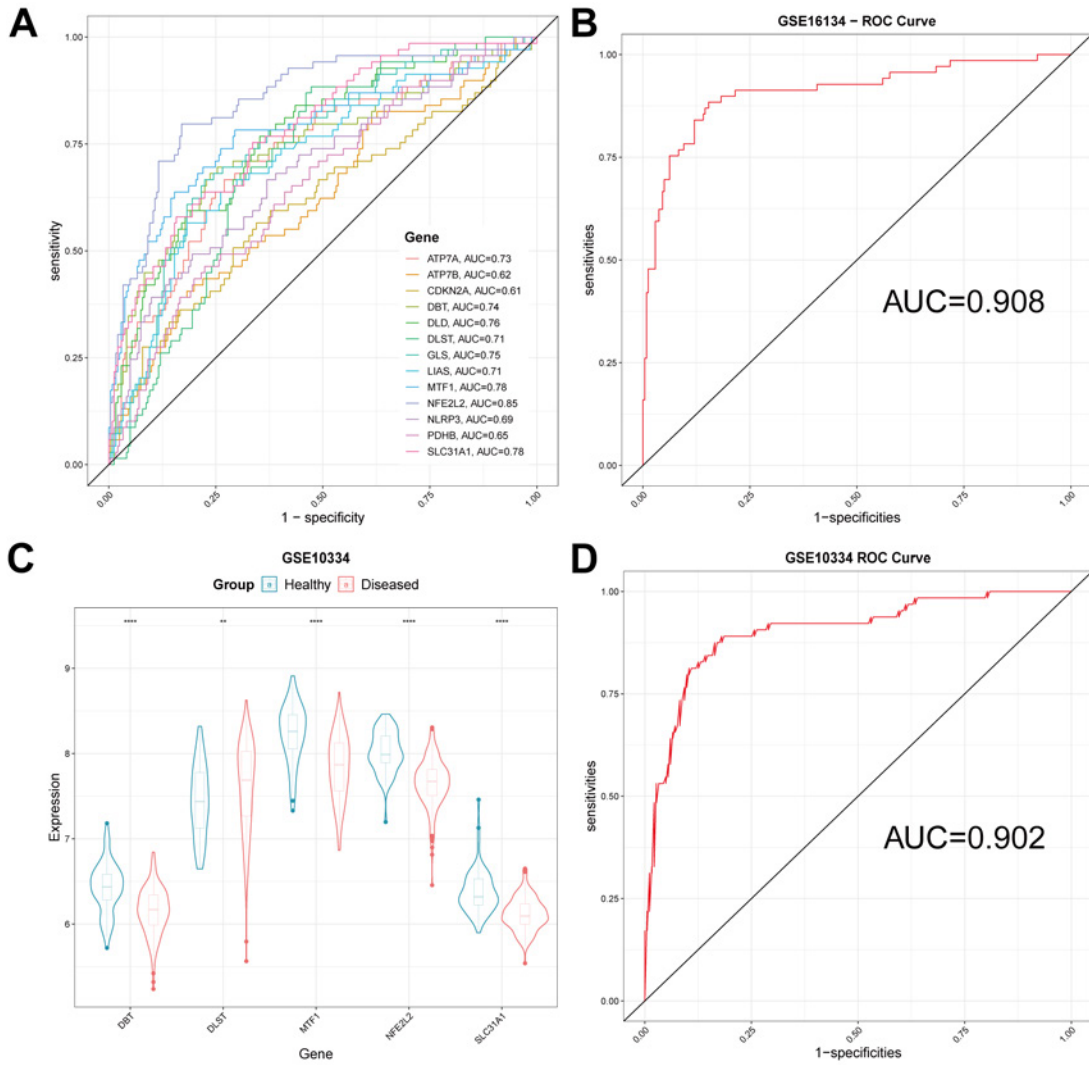 A
1.00
0.75
0.50
0.25
0.00
sensitivity
0.00
0.25
0.50
0.75
1.00
1 − specificity
Gene
ATP7A, AUC=0.73
ATP7B, AUC=0.62
CDKN2A, AUC=0.61
DBT, AUC=0.74
DLD, AUC=0.76
DLST, AUC=0.71
GLS, AUC=0.75
LIAS, AUC=0.71
MTF1, AUC=0.78
NFE2L2, AUC=0.85
NLRP3, AUC=0.69
PDHB, AUC=0.65
SLC31A1, AUC=0.78
B
GSE16134 − ROC Curve
1.00
0.75
0.50
0.25
0.00
sensitivities
AUC=0.908
0.00
0.25
0.50
0.75
1.00
1−specificities
C
GSE10334
Group Healthy Diseased
**** ** **** **** ****
9
8
7
6
Expression
DBT
DLST
MTF1
NFE2L2
SLC31A1
Gene
D
GSE10334 ROC Curve
1.00
0.75
0.50
0.25
0.00
sensitivities
AUC=0.902
0.00
0.25
0.50
0.75
1.00
1−specificities